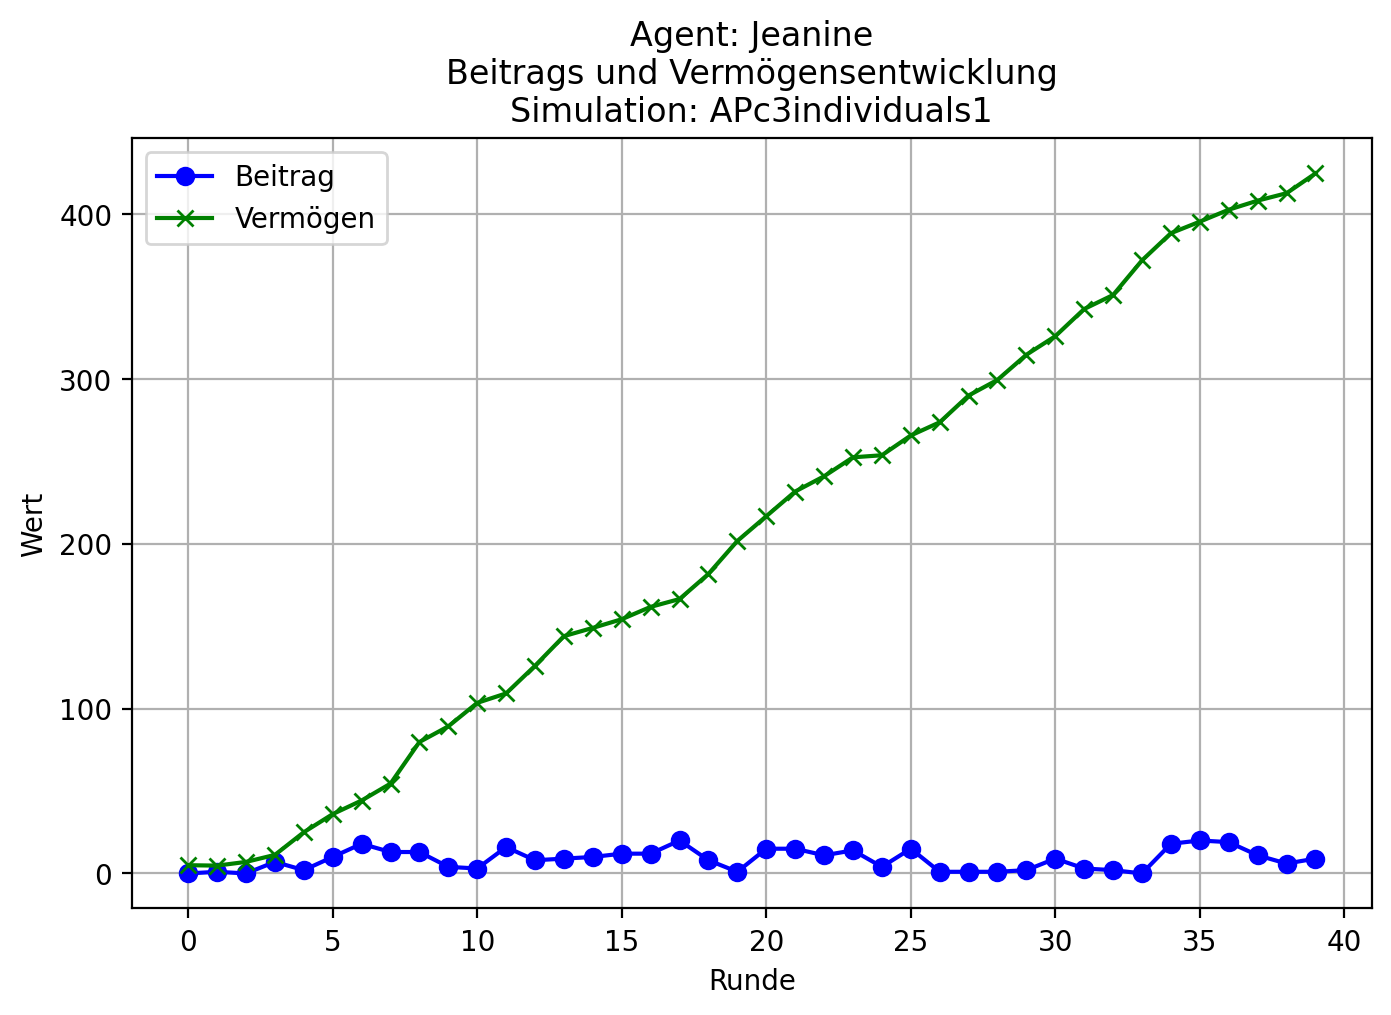 Agent: Jeanine
Beitrags und Vermögensentwicklung
Simulation: APc3individuals1
Beitrag
Vermögen
400
300
200
100
0
Wert
0 5 10 15 20 25 30 35 40
Runde